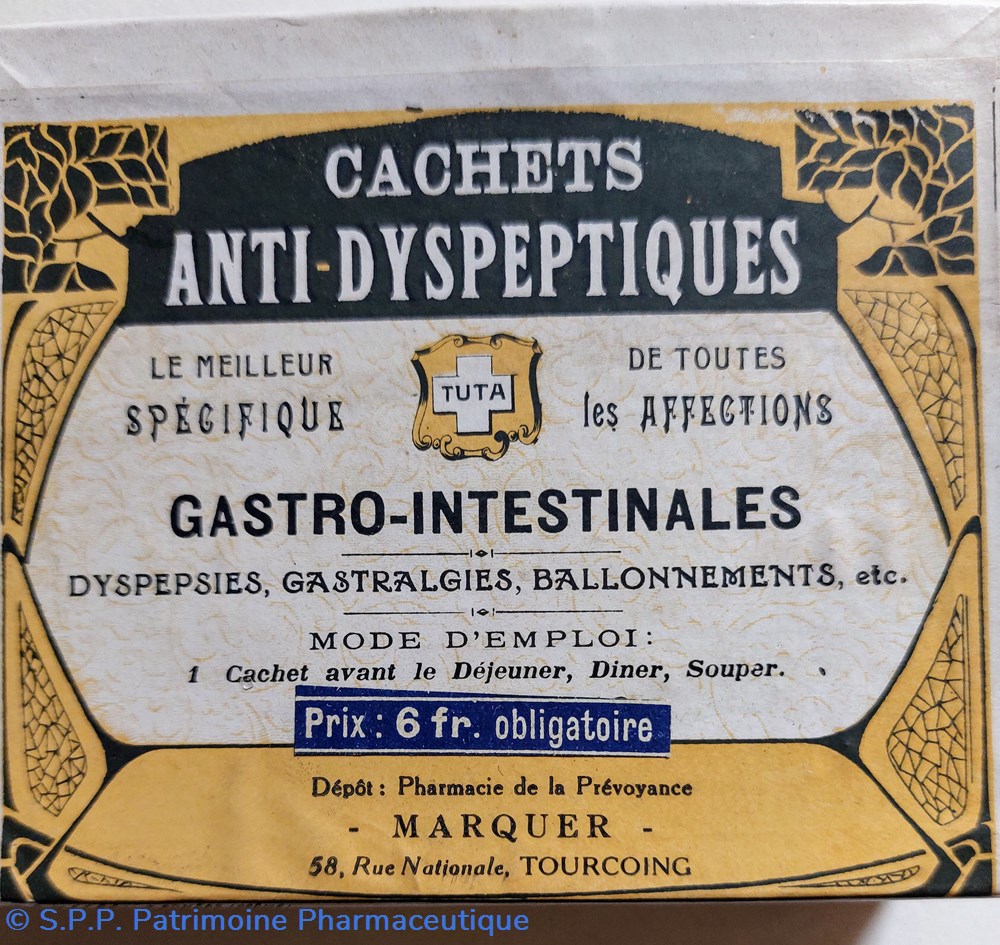 CACHETS
ANTI-DYSPEPTIQUES
LE MEILLEUR
SPÉCIFIQUE
TUTA
DE TOUTES
les AFFECTIONS
GASTRO-INTESTINALES
DYSPEPSIES, GASTRALGIES, BALLONNEMENTS, etc.
MODE D'EMPLOI:
1 Cachet avant le Déjeuner, Diner, Souper.
Prix: 6 fr. obligatoire
Dépôt: Pharmacie de la Prévoyance
- MARQUER -
58, Rue Nationale, TOURCOING
© S.P.P. Patrimoine Pharmaceutique